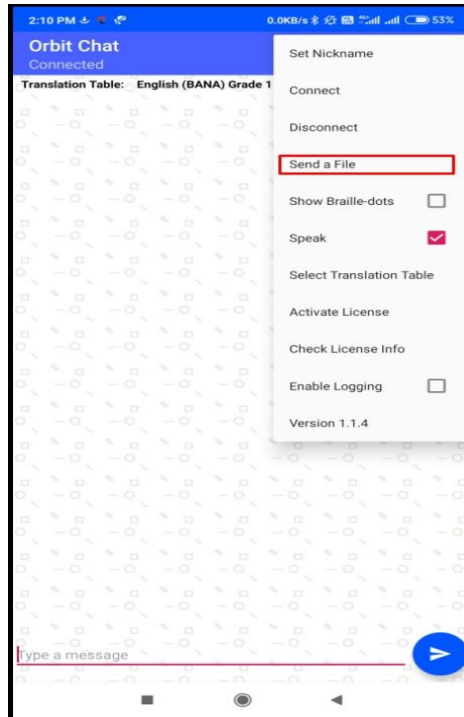 2:10 PM 0.0KB/s 53%
Orbit Chat
Connected
Translation Table: English (BANA) Grade 1
Set Nickname
Connect
Disconnect
Send a File
Show Braille-dots
Speak
Select Translation Table
Activate License
Check License Info
Enable Logging
Version 1.1.4
Type a message